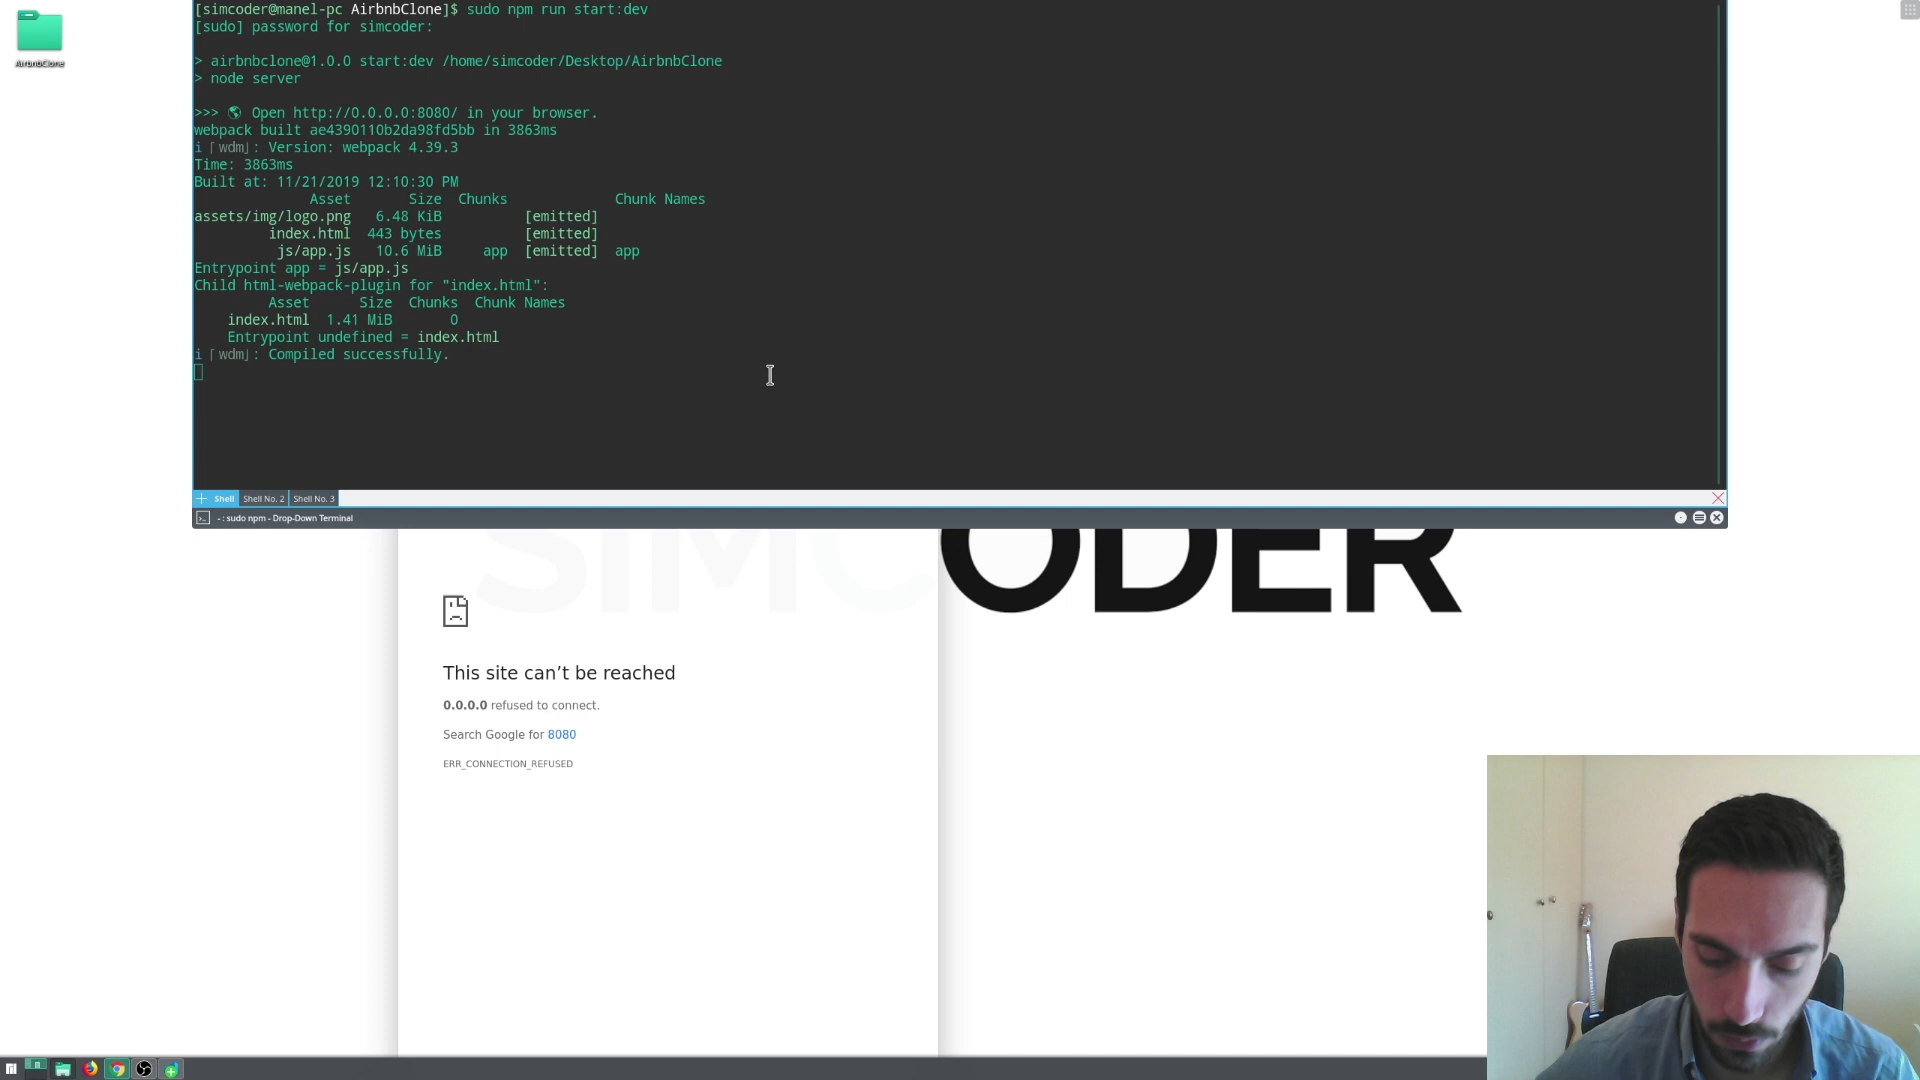 [simcoder@manel-pc AirbnbClone]$ sudo npm run start:dev
[sudo] password for simcoder:
> airbnbclone@1.0.0 start:dev /home/simcoder/Desktop/AirbnbClone
> node server
>>> 🌎 Open http://0.0.0.0:8080/ in your browser.
webpack built ae4390110b2da98fd5bb in 3863ms
i ｢wdm｣: Version: webpack 4.39.3
Time: 3863ms
Built at: 11/21/2019 12:10:30 PM
Asset Size Chunks Chunk Names
assets/img/logo.png 6.48 KiB [emitted]
index.html 443 bytes [emitted]
js/app.js 10.6 MiB app [emitted] app
Entrypoint app = js/app.js
Child html-webpack-plugin for "index.html":
Asset Size Chunks Chunk Names
index.html 1.41 MiB 0
Entrypoint undefined = index.html
i ｢wdm｣: Compiled successfully.
AirbnbClone
Shell Shell No. 2 Shell No. 3
- : sudo npm - Drop-Down Terminal
SIMCODER
This site can’t be reached
0.0.0.0 refused to connect.
Search Google for 8080
ERR_CONNECTION_REFUSED